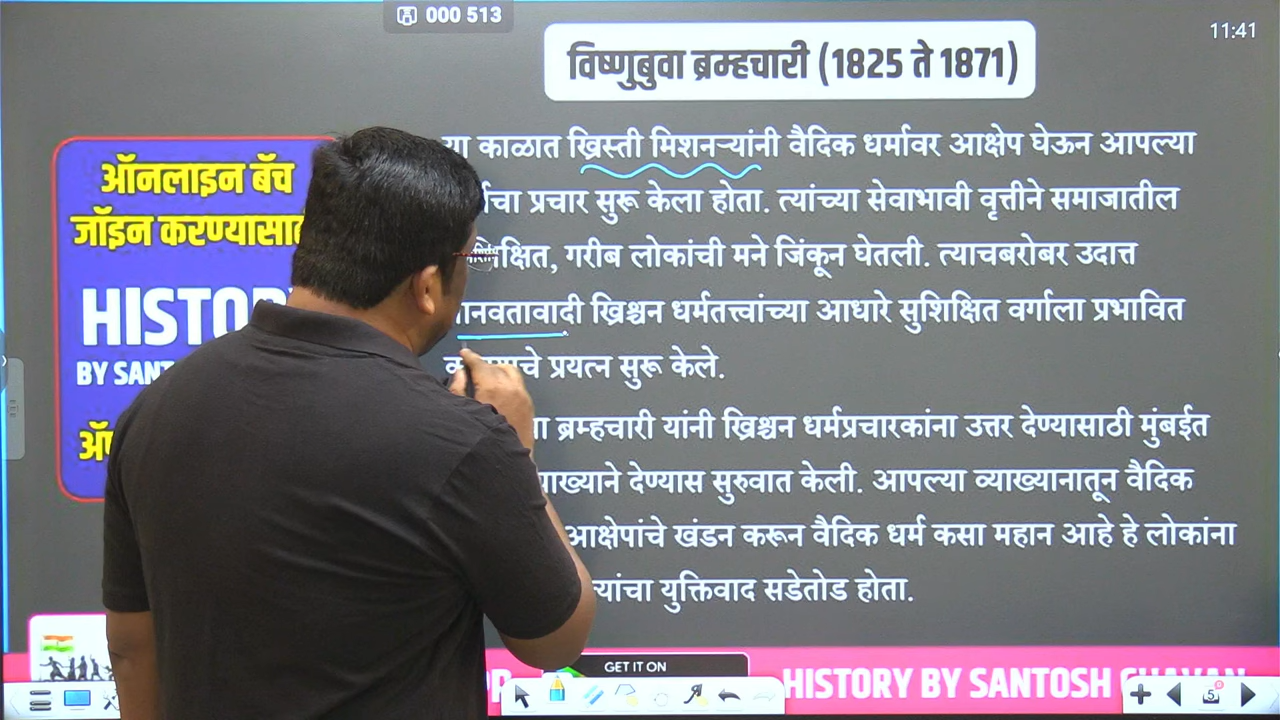 000 513
11:41
विष्णुबुवा ब्रम्हचारी (1825 ते 1871)
या काळात ख्रिस्ती मिशनऱ्यांनी वैदिक धर्मावर आक्षेप घेऊन आपल्या
प्रचार सुरू केला होता. त्यांच्या सेवाभावी वृत्तीने समाजातील
गरीब लोकांची मने जिंकून घेतली. त्याचबरोबर उदात्त
मानवतावादी ख्रिश्चन धर्मतत्त्वांच्या आधारे सुशिक्षित वर्गाला प्रभावित
प्रयत्न सुरू केले.
ब्रम्हचारी यांनी ख्रिश्चन धर्मप्रचारकांना उत्तर देण्यासाठी मुंबईत
देण्यास सुरुवात केली. आपल्या व्याख्यानातून वैदिक
आक्षेपांचे खंडन करून वैदिक धर्म कसा महान आहे हे लोकांना
युक्तिवाद सडेतोड होता.
ऑनलाइन बॅच
जॉइन करण्यासा
HISTOR
BY SANT
GET IT ON
HISTORY BY SANTOSH CHAVAN
5